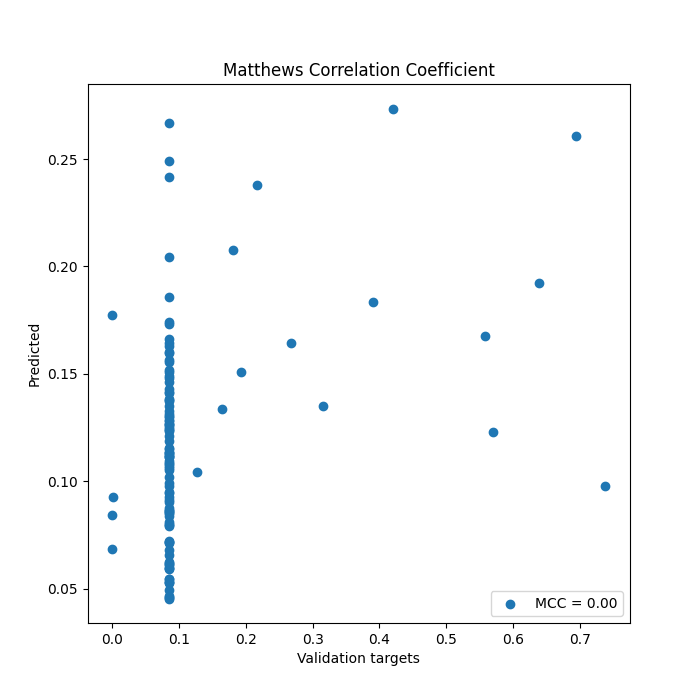 Matthews Correlation Coefficient
0.25
0.20
0.15
0.10
0.05
Predicted
MCC = 0.00
0.0 0.1 0.2 0.3 0.4 0.5 0.6 0.7
Validation targets